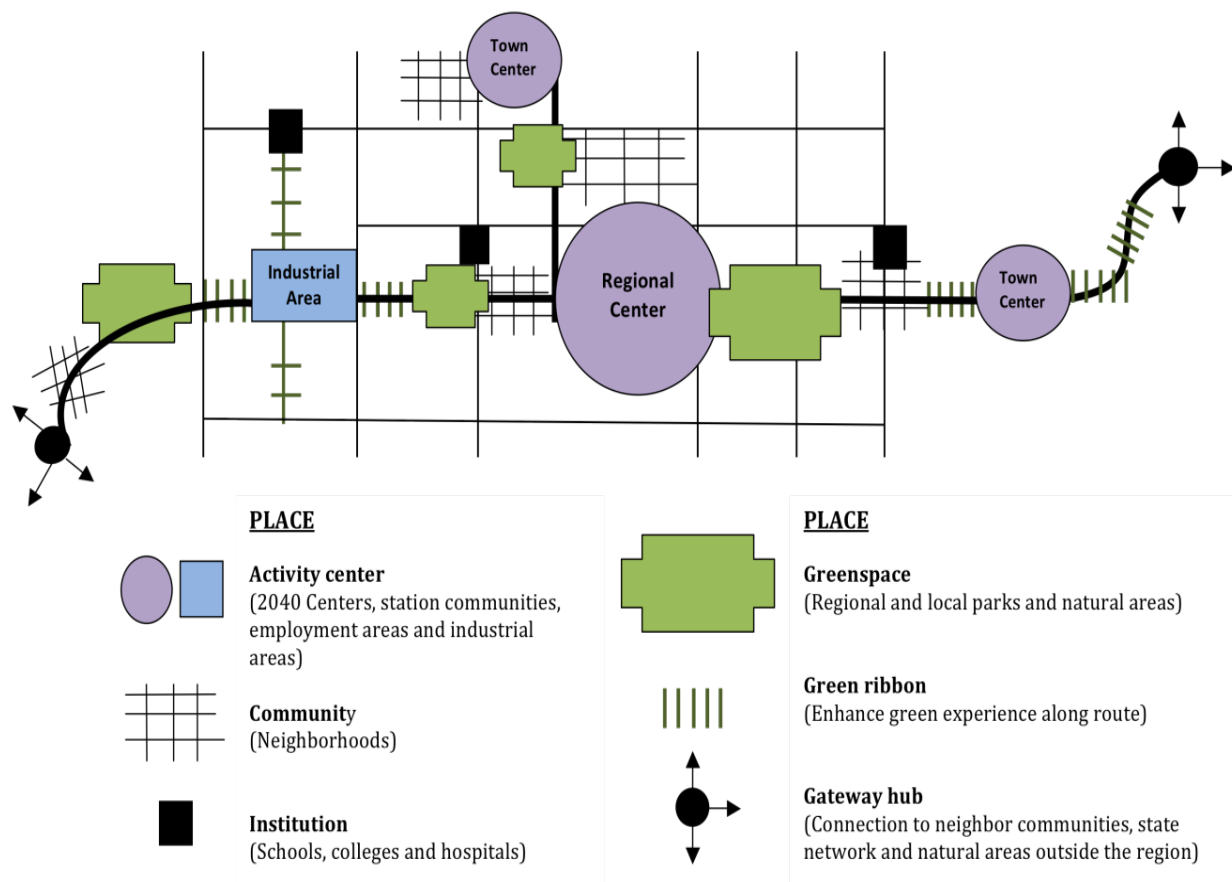 Town
Center
Industrial
Area
Regional
Center
Town
Center
PLACE
Activity center
(2040 Centers, station communities,
employment areas and industrial
areas)
Community
(Neighborhoods)
Institution
(Schools, colleges and hospitals)
PLACE
Greenspace
(Regional and local parks and natural areas)
Green ribbon
(Enhance green experience along route)
Gateway hub
(Connection to neighbor communities, state
network and natural areas outside the region)